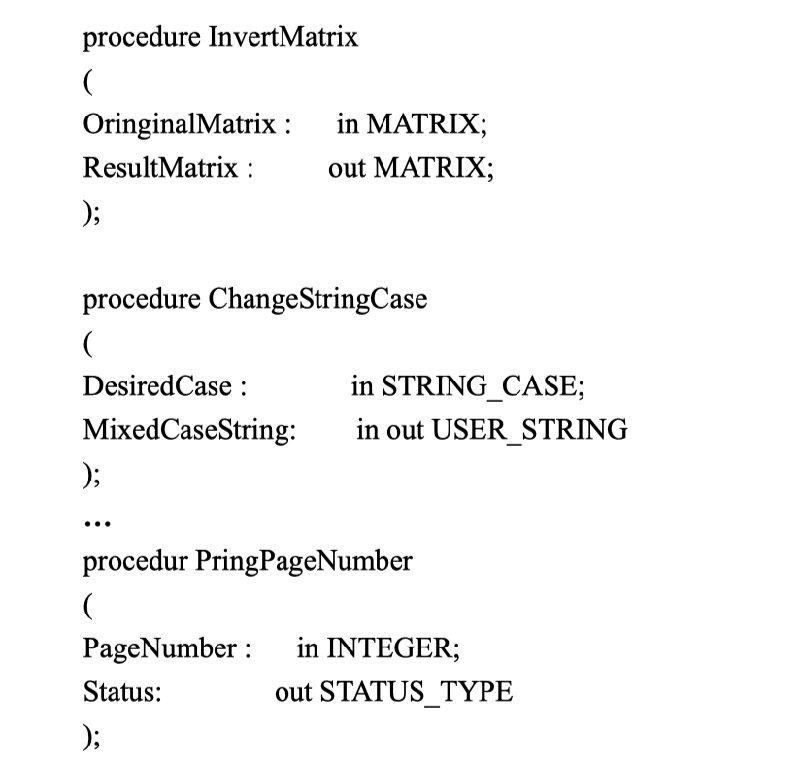 procedure InvertMatrix
(
OringinalMatrix : in MATRIX;
ResultMatrix : out MATRIX;
);
procedure ChangeStringCase
(
DesiredCase : in STRING_CASE;
MixedCaseString: in out USER_STRING
);
…
procedur PringPageNumber
(
PageNumber : in INTEGER;
Status: out STATUS_TYPE
);